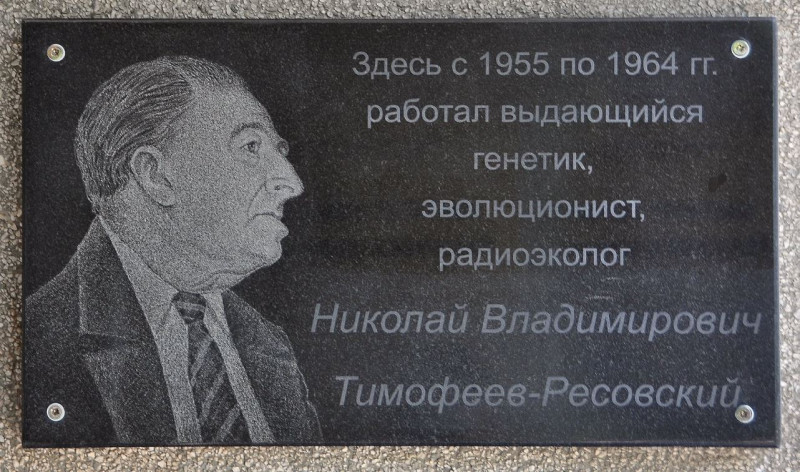 Здесь с 1955 по 1964 гг.
работал выдающийся
генетик,
эволюционист,
радиоэколог
Николай Владимирович
Тимофеев-Ресовский